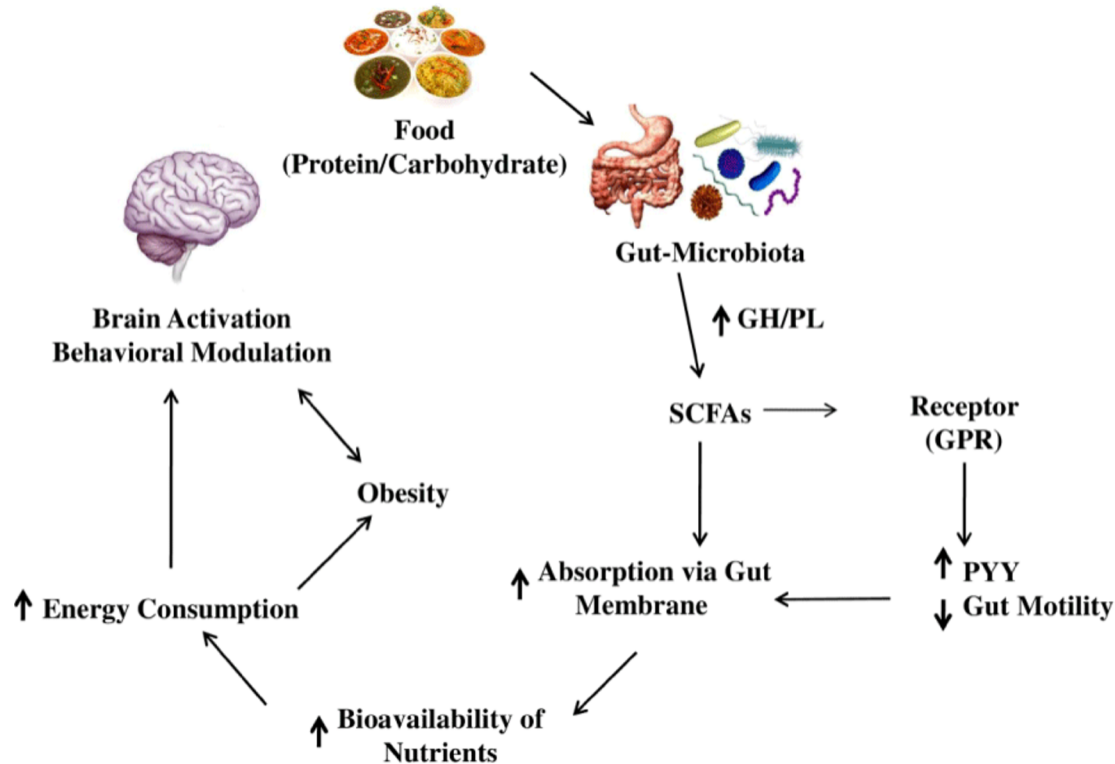 Food
(Protein/Carbohydrate)
Gut-Microbiota
GH/PL
SCFAs
Receptor
(GPR)
PYY
Gut Motility
Absorption via Gut
Membrane
Bioavailability of
Nutrients
Energy Consumption
Obesity
Brain Activation
Behavioral Modulation